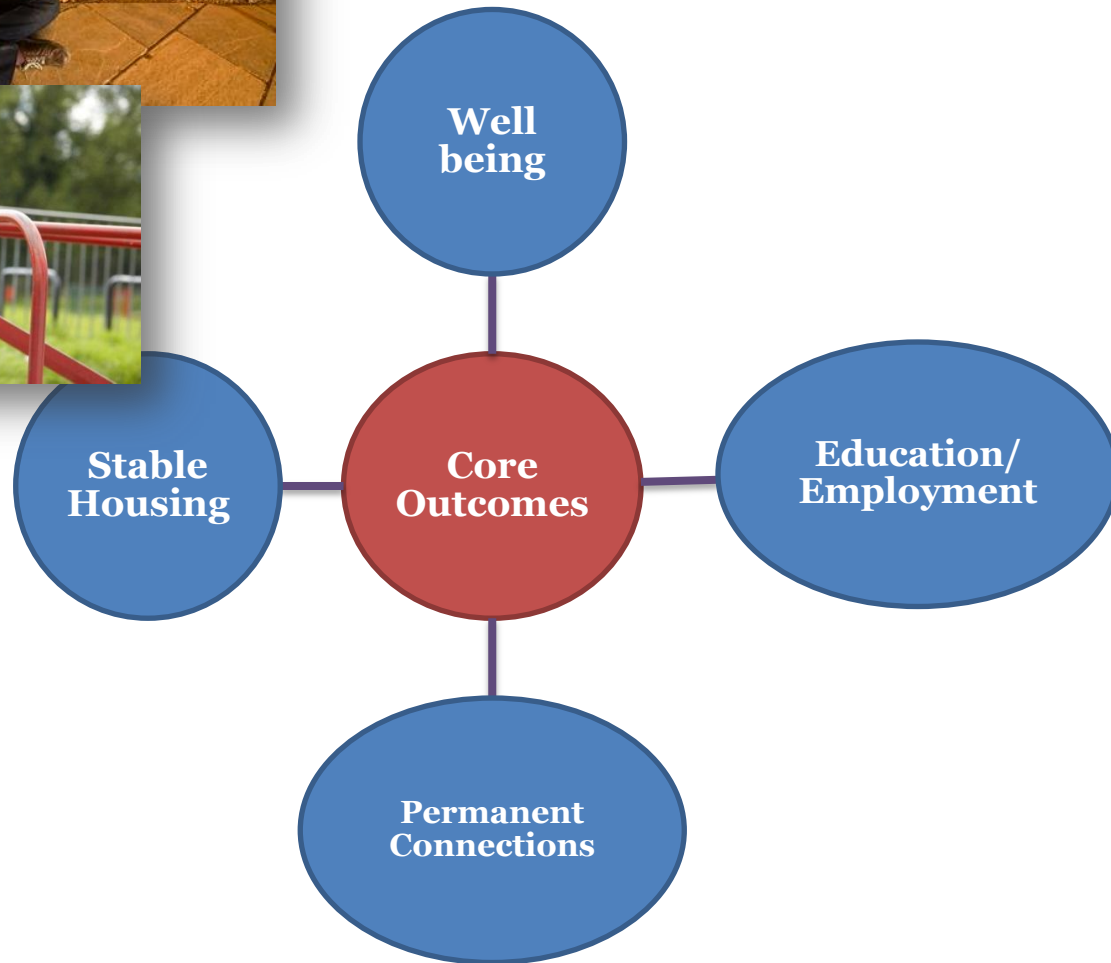 Well
being
Stable
Housing
Core
Outcomes
Education/
Employment
Permanent
Connections